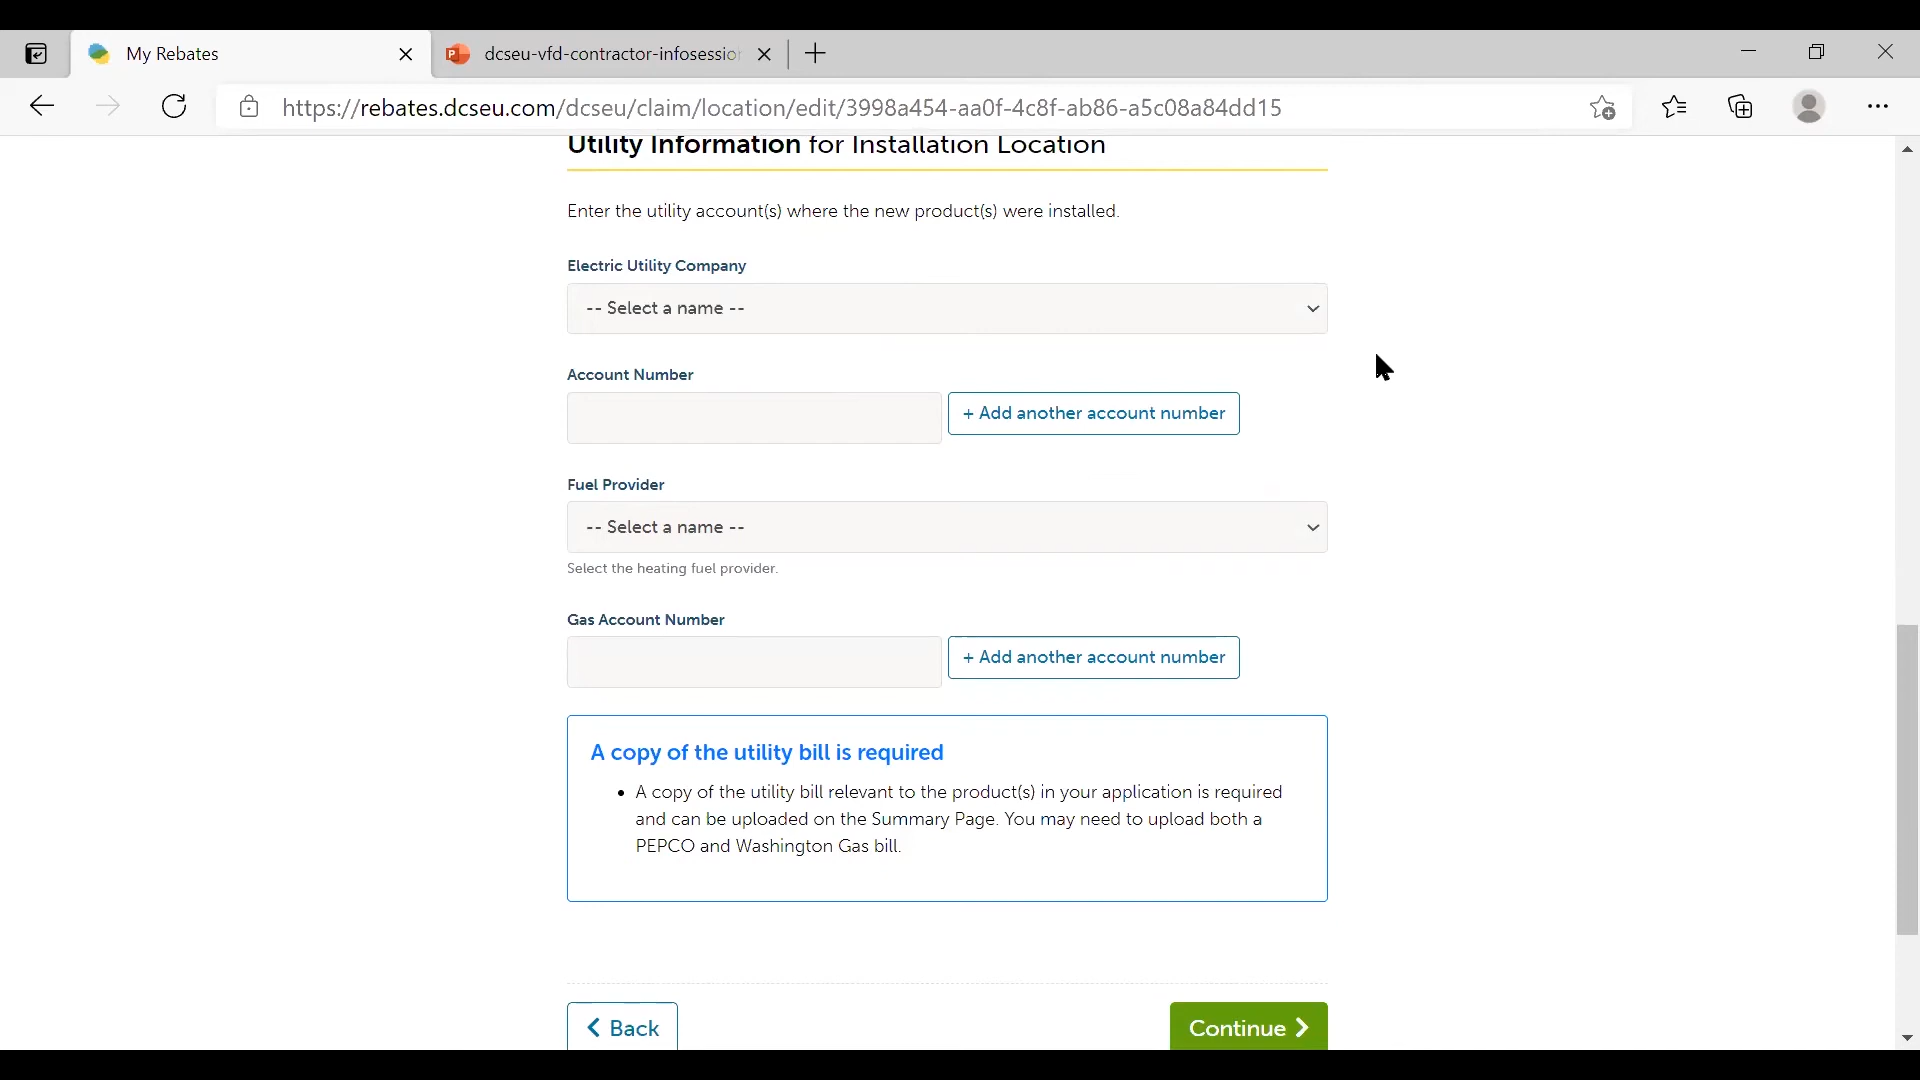 My Rebates
dcseu-vfd-contractor-infosessio
https://rebates.dcseu.com/dcseu/claim/location/edit/3998a454-aa0f-4c8f-ab86-a5c08a84dd15
Utility Information for Installation Location
Enter the utility account(s) where the new product(s) were installed.
Electric Utility Company
-- Select a name --
Account Number
+ Add another account number
Fuel Provider
-- Select a name --
Select the heating fuel provider.
Gas Account Number
+ Add another account number
A copy of the utility bill is required
• A copy of the utility bill relevant to the product(s) in your application is required
and can be uploaded on the Summary Page. You may need to upload both a
PEPCO and Washington Gas bill.
Back
Continue